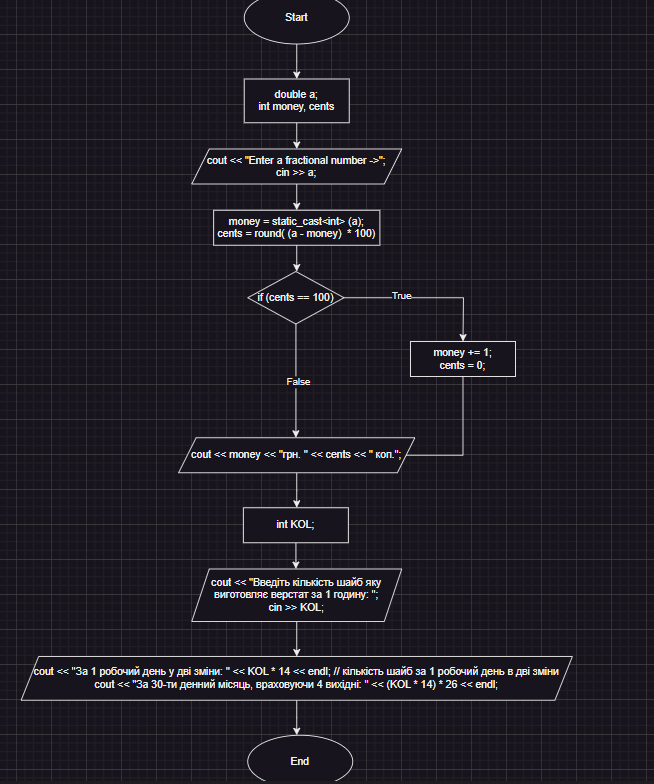 Start
double a;
int money, cents
cout << "Enter a fractional number ->";
cin >> a;
money = static_cast<int> (a);
cents = round( (a - money)  * 100)
if (cents == 100)
True
money += 1;
cents = 0;
False
cout << money << "грн. " << cents << " коп.";
int KOL;
cout << "Введіть кількість шайб яку
виготовляє верстат за 1 годину: ";
cin >> KOL;
cout << "За 1 робочий день у дві зміни: " << KOL * 14 << endl; // кількість шайб за 1 робочий день в дві зміни
cout << "За 30-ти денний місяць, враховуючи 4 вихідні: " << (KOL * 14) * 26 << endl;
End